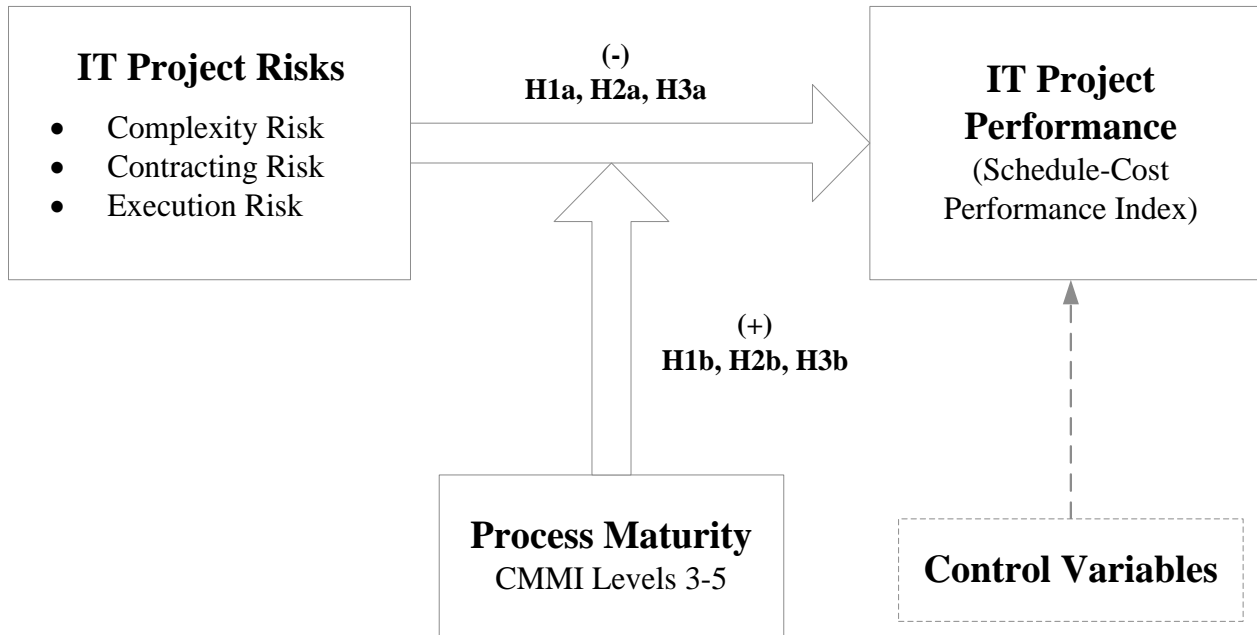 IT Project Risks
• Complexity Risk
• Contracting Risk
• Execution Risk
(-)
H1a, H2a, H3a
IT Project
Performance
(Schedule-Cost
Performance Index)
(+)
H1b, H2b, H3b
Process Maturity
CMMI Levels 3-5
Control Variables